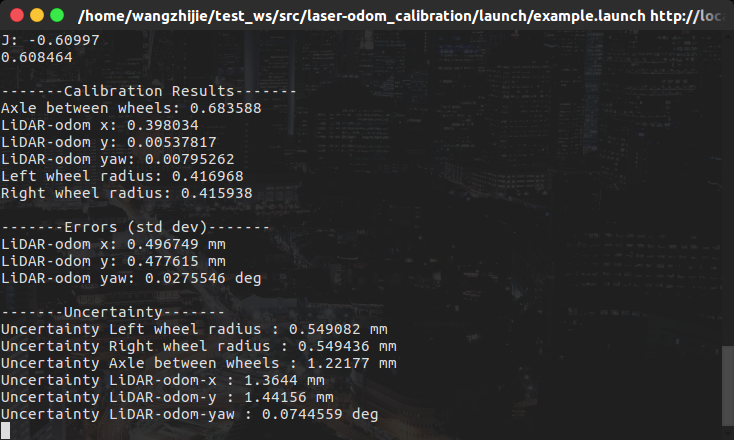 /home/wangzhijie/test_ws/src/laser-odom_calibration/launch/example.launch http://loc
J: -0.60997
0.608464
-------Calibration Results-------
Axle between wheels: 0.683588
LiDAR-odom x: 0.398034
LiDAR-odom y: 0.00537817
LiDAR-odom yaw: 0.00795262
Left wheel radius: 0.416968
Right wheel radius: 0.415938
-------Errors (std dev)-------
LiDAR-odom x: 0.496749 mm
LiDAR-odom y: 0.477615 mm
LiDAR-odom yaw: 0.0275546 deg
-------Uncertainty-------
Uncertainty Left wheel radius : 0.549082 mm
Uncertainty Right wheel radius : 0.549436 mm
Uncertainty Axle between wheels : 1.22177 mm
Uncertainty LiDAR-odom-x : 1.3644 mm
Uncertainty LiDAR-odom-y : 1.44156 mm
Uncertainty LiDAR-odom-yaw : 0.0744559 deg